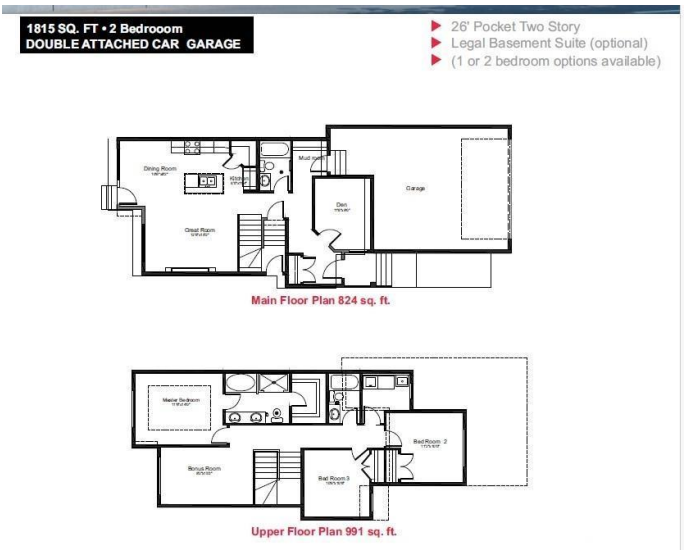 1815 SQ. FT • 2 Bedrooom
DOUBLE ATTACHED CAR GARAGE
26' Pocket Two Story
Legal Basement Suite (optional)
(1 or 2 bedroom options available)
Dining Room
Kitchen
Mud room
Garage
Den
Great Room
Main Floor Plan 824 sq. ft.
Master Bedroom
Bed Room 2
Bonus Room
Bed Room 3
Upper Floor Plan 991 sq. ft.